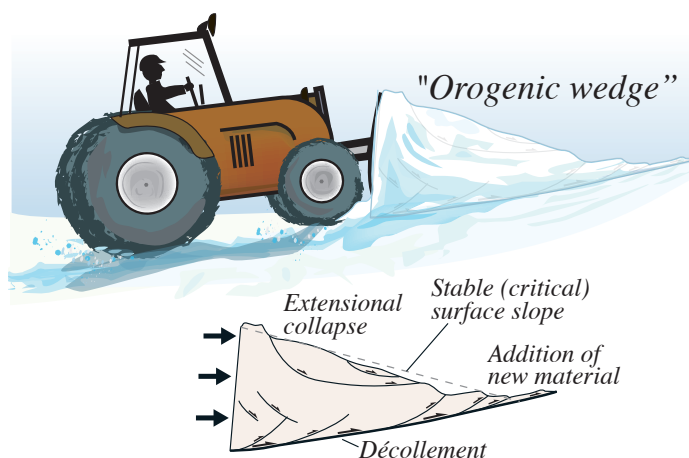 "Orogenic wedge”
Stable (critical)
surface slope
Extensional
collapse
Addition of
new material
Décollement